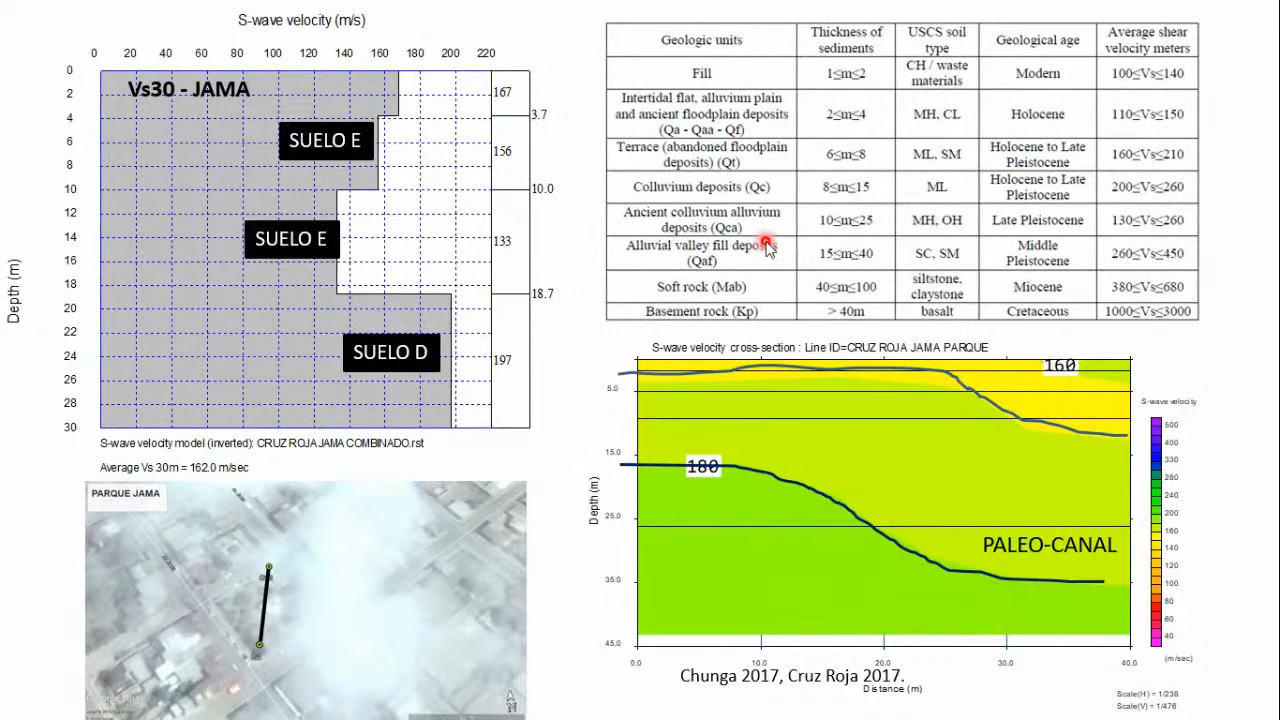 S-wave velocity (m/s)
0 20 40 60 80 100 120 140 160 180 200 220
Depth (m)
0
2
4
6
8
10
12
14
16
18
20
22
24
26
28
30
Vs30 - JAMA
SUELO E
SUELO E
SUELO D
167
3.7
156
10.0
133
18.7
197
S-wave velocity model (inverted): CRUZ ROJA JAMA COMBINADO.rst
Average Vs 30m = 162.0 m/sec
PARQUE JAMA
Geologic units
Thickness of
sediments
USCS soil
type
Geological age
Average shear
velocity meters
Fill
1≤m≤2
CH / waste
materials
Modern
100≤Vs≤140
Intertidal flat, alluvium plain
and ancient floodplain deposits
(Qa - Qaa - Qf)
2≤m≤4
MH, CL
Holocene
110≤Vs≤150
Terrace (abandoned floodplain
deposits) (Qt)
6≤m≤8
ML, SM
Holocene to Late
Pleistocene
160≤Vs≤210
Colluvium deposits (Qc)
8≤m≤15
ML
Holocene to Late
Pleistocene
200≤Vs≤260
Ancient colluvium alluvium
deposits (Qca)
10≤m≤25
MH, OH
Late Pleistocene
130≤Vs≤260
Alluvial valley fill deposits
(Qaf)
15≤m≤40
SC, SM
Middle
Pleistocene
260≤Vs≤450
Soft rock (Mab)
40≤m≤100
siltstone,
claystone
Miocene
380≤Vs≤680
Basement rock (Kp)
> 40m
basalt
Cretaceous
1000≤Vs≤3000
S-wave velocity cross-section : Line ID=CRUZ ROJA JAMA PARQUE
160
180
PALEO-CANAL
Depth (m)
5.0
15.0
25.0
35.0
45.0
0.0 10.0 20.0 30.0 40.0
Chunga 2017, Cruz Roja 2017.
Distance (m)
S-wave velocity
500
400
330
280
240
200
160
140
120
100
80
60
40
(m/sec)
Scale(H) = 1/238
Scale(V) = 1/476